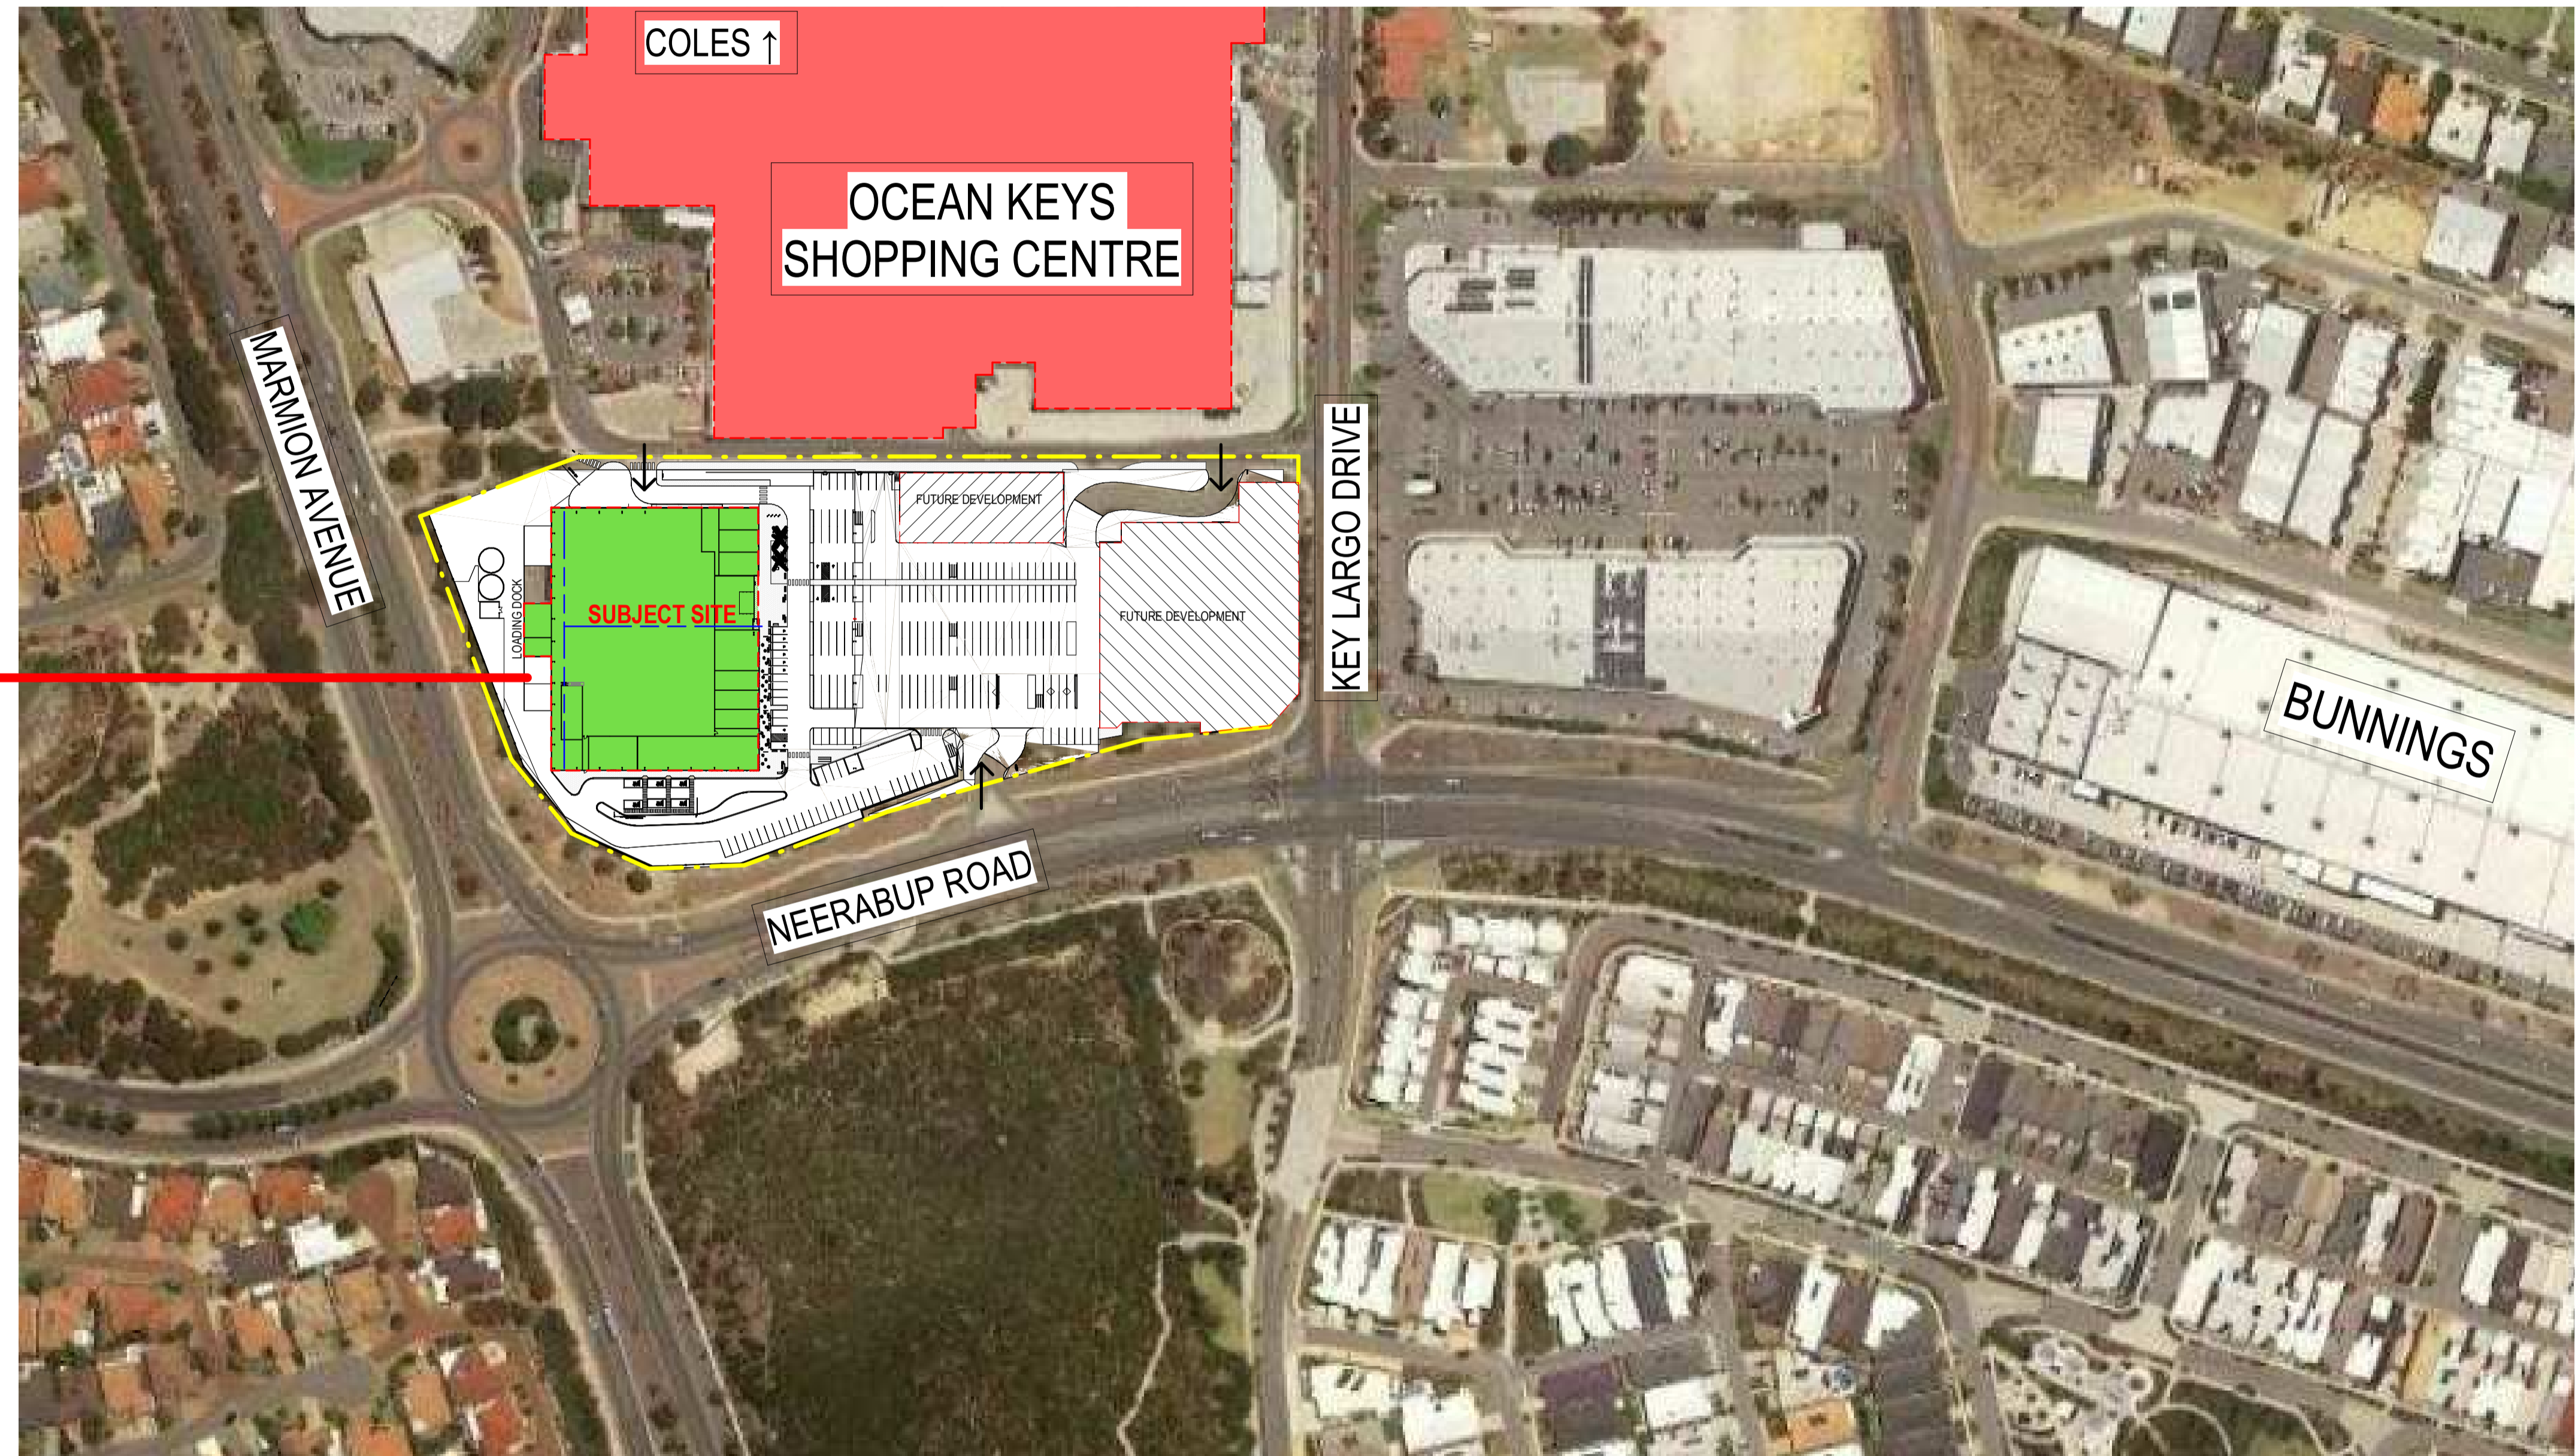 COLES ↑
OCEAN KEYS
SHOPPING CENTRE
MARMION AVENUE
KEY LARGO DRIVE
FUTURE DEVELOPMENT
LOADING DOCK
SUBJECT SITE
FUTURE DEVELOPMENT
BUNNINGS
NEERABUP ROAD